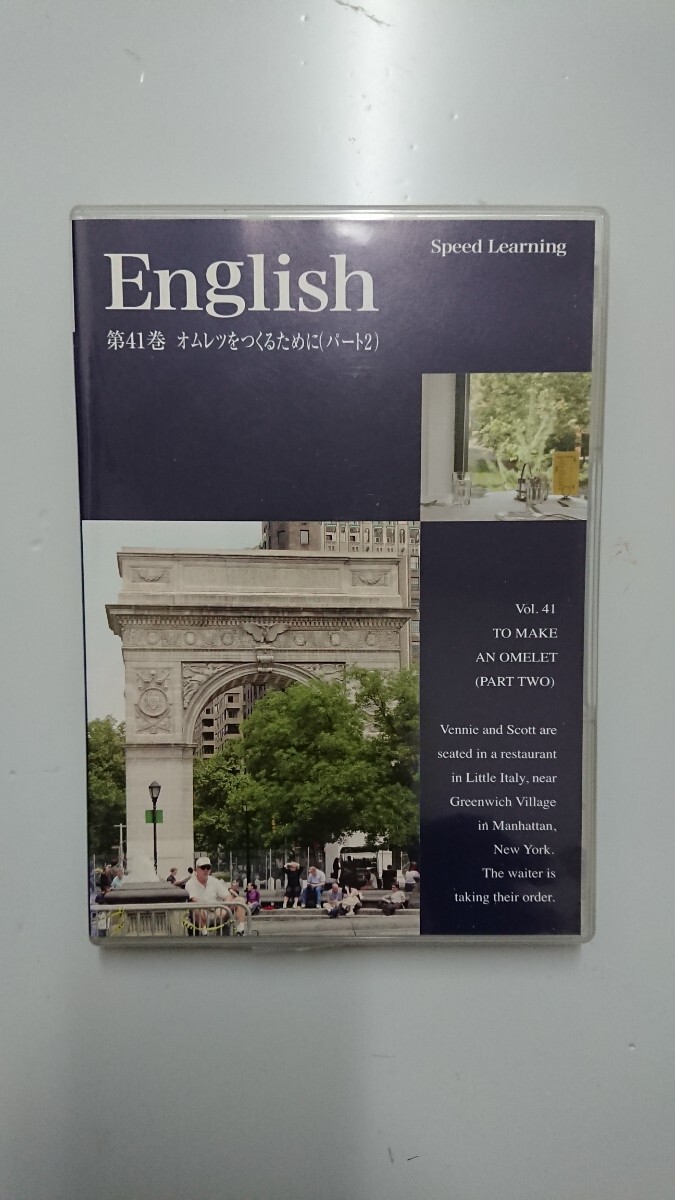 Speed Learning
English
第41巻 オムレツをつくるために(パート2)
Vol. 41
TO MAKE
AN OMELET
(PART TWO)
Vennie and Scott are
seated in a restaurant
in Little Italy, near
Greenwich Village
in Manhattan,
New York.
The waiter is
taking their order.